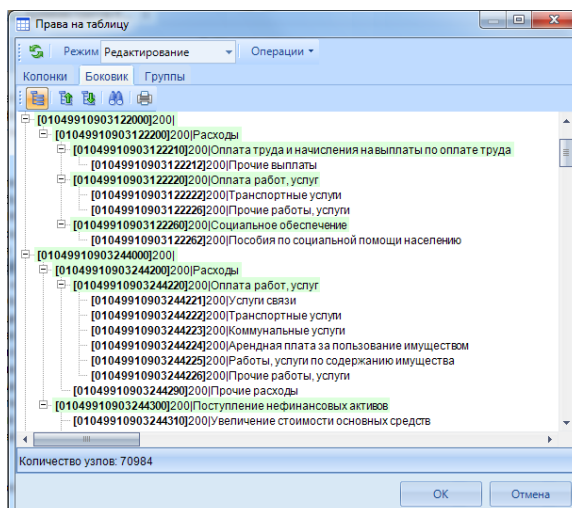 Права на таблицу
Режим Редактирование Операции
Колонки Боковик Группы
[01049910903122000]200|
[01049910903122200]200|Расходы
[01049910903122210]200|Оплата труда и начисления на выплаты по оплате труда
[01049910903122212]200|Прочие выплаты
[01049910903122220]200|Оплата работ, услуг
[01049910903122222]200|Транспортные услуги
[01049910903122226]200|Прочие работы, услуги
[01049910903122260]200|Социальное обеспечение
[01049910903122262]200|Пособия по социальной помощи населению
[01049910903244000]200|
[01049910903244200]200|Расходы
[01049910903244220]200|Оплата работ, услуг
[01049910903244221]200|Услуги связи
[01049910903244222]200|Транспортные услуги
[01049910903244223]200|Коммунальные услуги
[01049910903244224]200|Арендная плата за пользование имуществом
[01049910903244225]200|Работы, услуги по содержанию имущества
[01049910903244226]200|Прочие работы, услуги
[01049910903244290]200|Прочие расходы
[01049910903244300]200|Поступление нефинансовых активов
[01049910903244310]200|Увеличение стоимости основных средств
Количество узлов: 70984
ОК Отмена